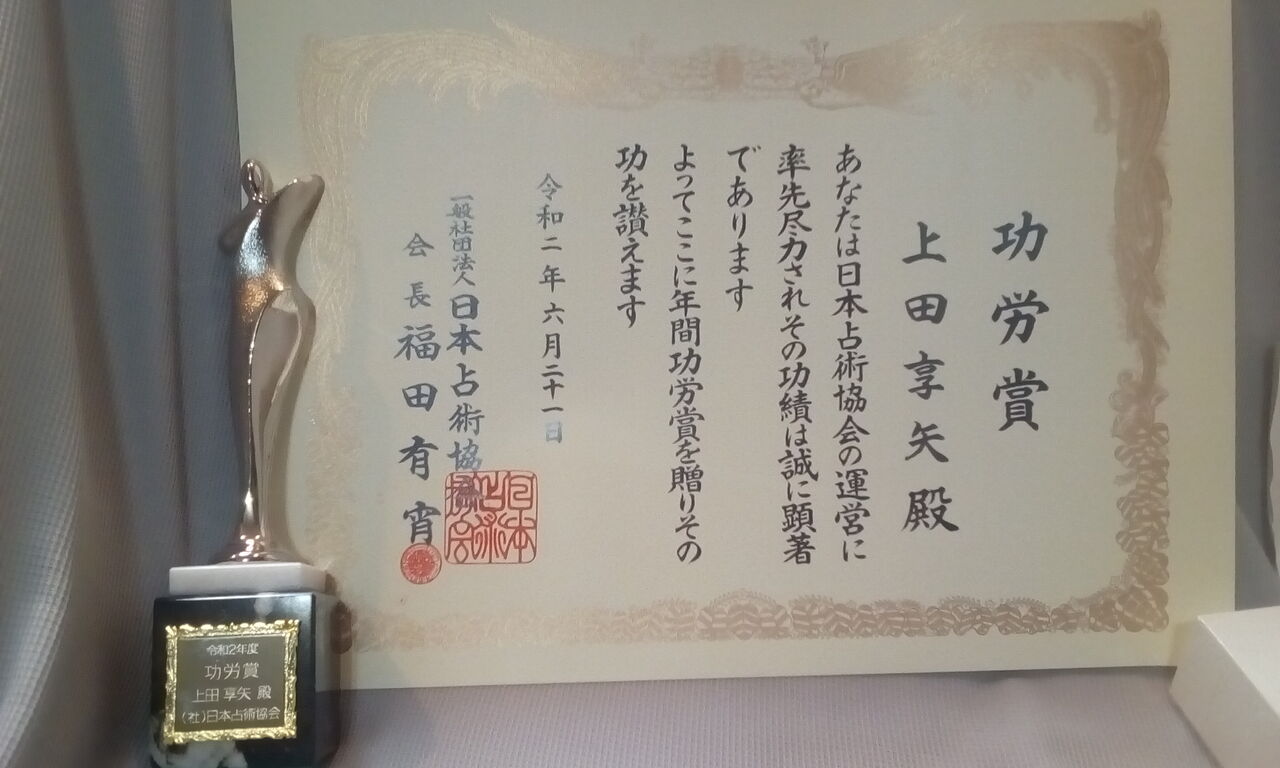 功労賞
上田享矢殿
あなたは日本占術協会の運営に
率先尽力されその功績は誠に顕著
であります
よってここに年間功労賞を贈りその
功を讃えます
令和二年六月二十一日
一般社団法人日本占術協
会長福田有宵
令和2年度
功労賞
上田享矢殿
(社)日本占術協会